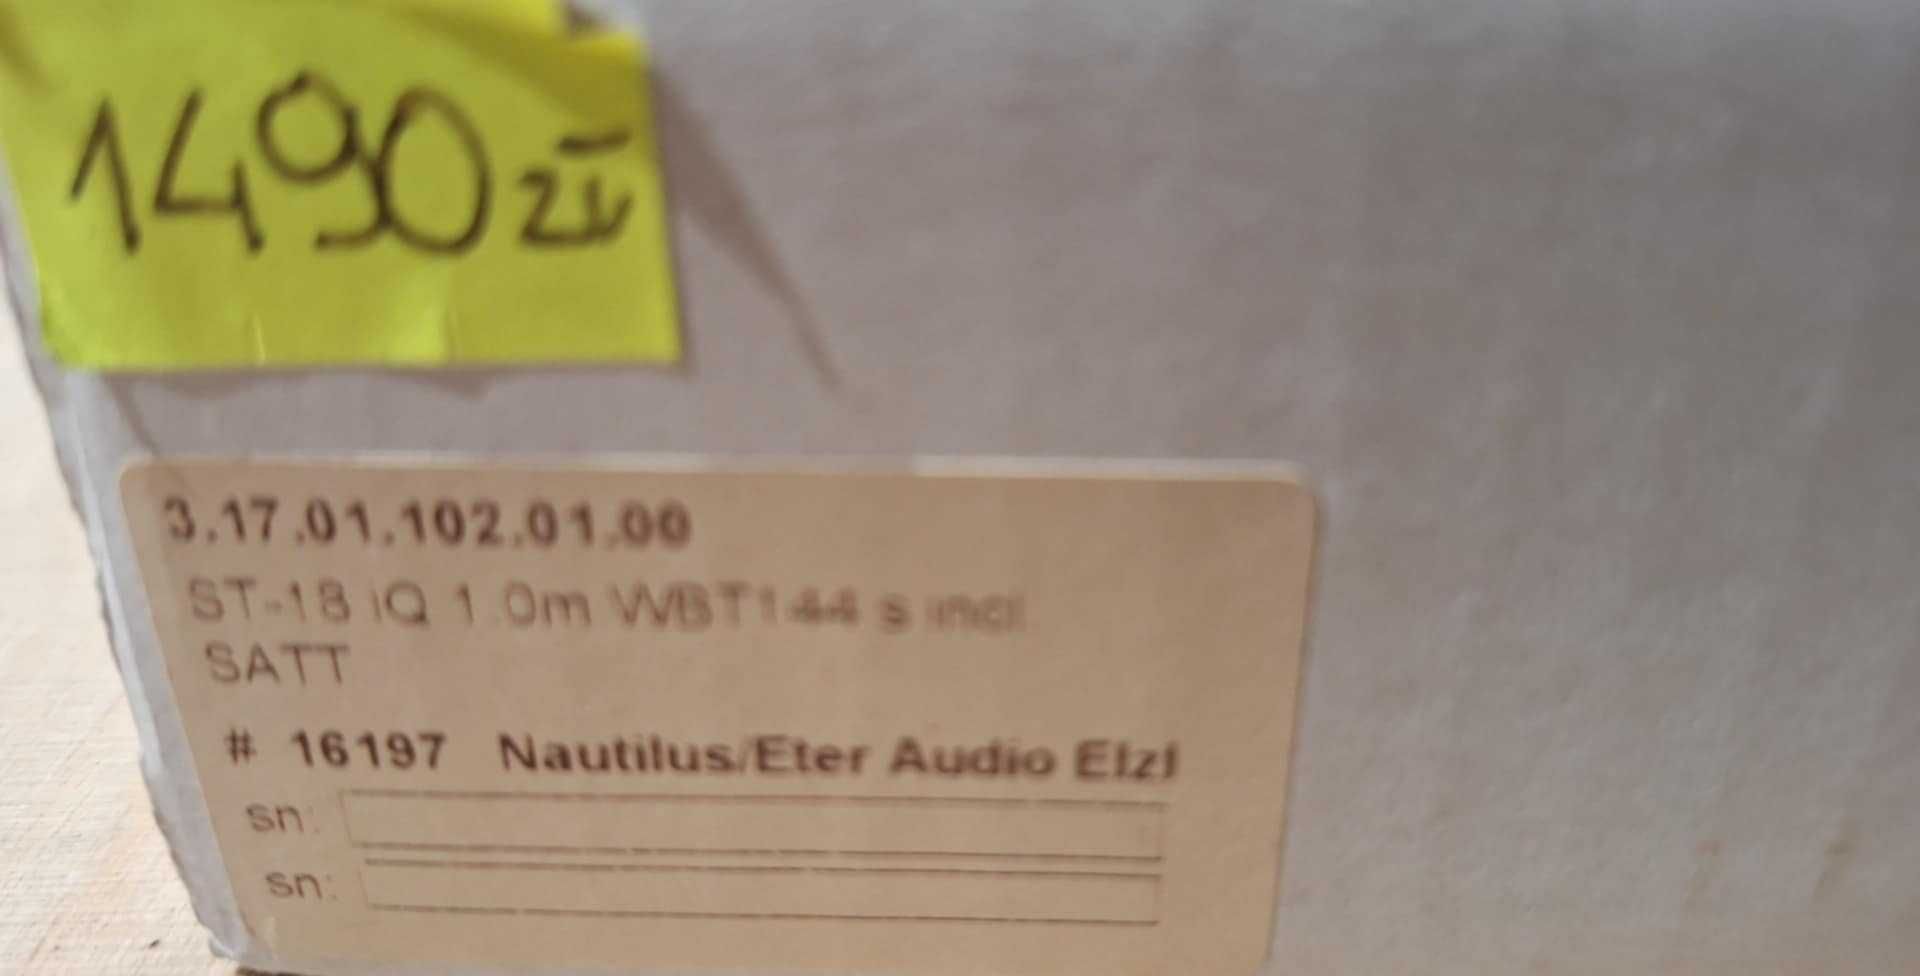 1490 zł
3.17.01.102.01.00
ST-18 iQ 1.0m WBT144 s incl.
SATT
# 16197 Nautilus/Eter Audio Elzl
sn:
sn: